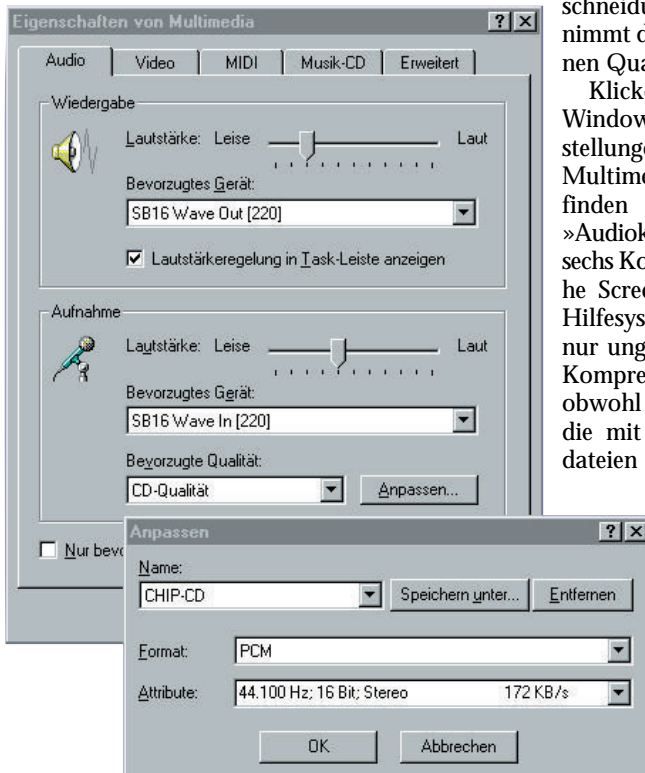 Eigenschaften von Multimedia
Audio Video MIDI Musik-CD Erweitert
Wiedergabe
Lautstärke: Leise Laut
Bevorzugtes Gerät:
SB16 Wave Out [220]
Lautstärkeregelung in Task-Leiste anzeigen
Aufnahme
Lautstärke: Leise Laut
Bevorzugtes Gerät:
SB16 Wave In [220]
Bevorzugte Qualität:
CD-Qualität Anpassen...
Nur bevo
Anpassen
Name:
CHIP-CD Speichern unter... Entfernen
Format: PCM
Attribute: 44.100 Hz; 16 Bit; Stereo 172 KB/s
OK Abbrechen
schneidu
nimmt d
nen Qua
Klicke
Window
stellunge
Multime
finden
»Audiok
sechs Ko
he Scree
Hilfesys
nur ung
Kompre
obwohl
die mit
dateien